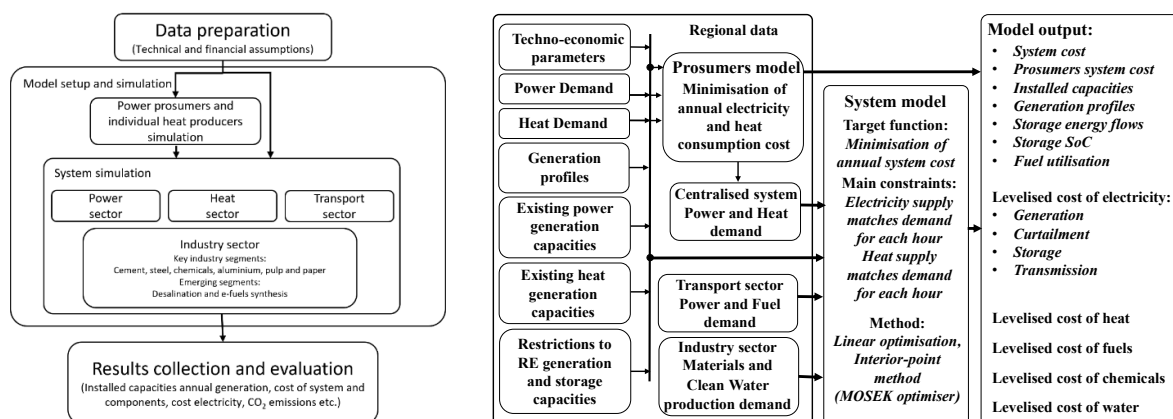 Data preparation
(Technical and financial assumptions)
Model setup and simulation
Power prosumers and
individual heat producers
simulation
System simulation
Power
sector
Heat
sector
Transport
sector
Industry sector
Key industry segments:
Cement, steel, chemicals, aluminium, pulp and paper
Emerging segments:
Desalination and e-fuels synthesis
Results collection and evaluation
(Installed capacities annual generation, cost of system and
components, cost electricity, CO₂ emissions etc.)
Techno-economic
parameters
Power Demand
Heat Demand
Generation
profiles
Existing power
generation
capacities
Existing heat
generation
capacities
Restrictions to
RE generation
and storage
capacities
Regional data
Prosumers model
Minimisation of
annual electricity
and heat
consumption cost
Centralised system
Power and Heat
demand
Transport sector
Power and Fuel
demand
Industry sector
Materials and
Clean Water
production demand
System model
Target function:
Minimisation of
annual system cost
Main constraints:
Electricity supply
matches demand
for each hour
Heat supply
matches demand
for each hour
Method:
Linear optimisation,
Interior-point
method
(MOSEK optimiser)
Model output:
• System cost
• Prosumers system cost
• Installed capacities
• Generation profiles
• Storage energy flows
• Storage SoC
• Fuel utilisation
Levelised cost of electricity:
• Generation
• Curtailment
• Storage
• Transmission
Levelised cost of heat
Levelised cost of fuels
Levelised cost of chemicals
Levelised cost of water